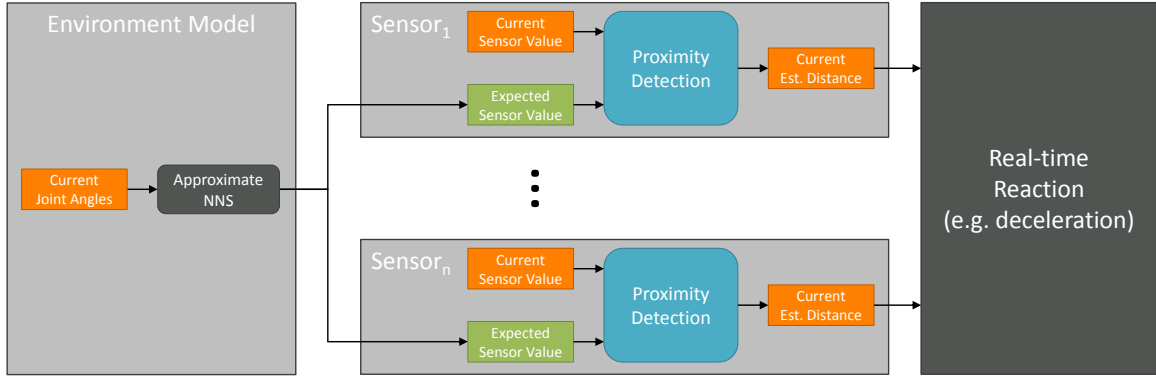 Environment Model
Current
Joint Angles
Approximate
NNS
Sensor1
Current
Sensor Value
Expected
Sensor Value
Proximity
Detection
Current
Est. Distance
Sensorn
Current
Sensor Value
Expected
Sensor Value
Proximity
Detection
Current
Est. Distance
Real-time
Reaction
(e.g. deceleration)